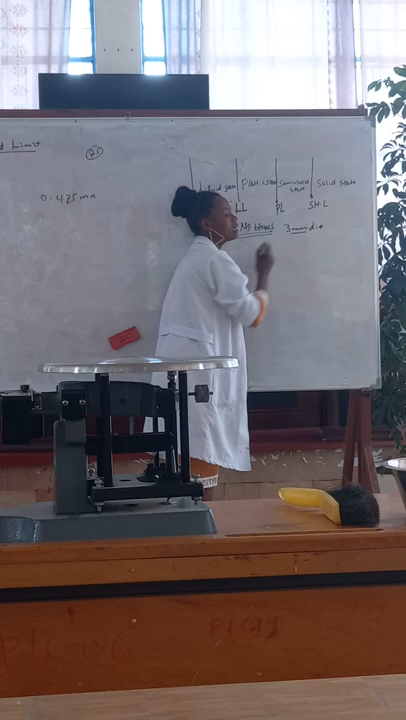 Limit
25
0.425mm
Liquid state Plastic state Semi-solid state Solid state
LL PL SH.L
No blows 3mm dia